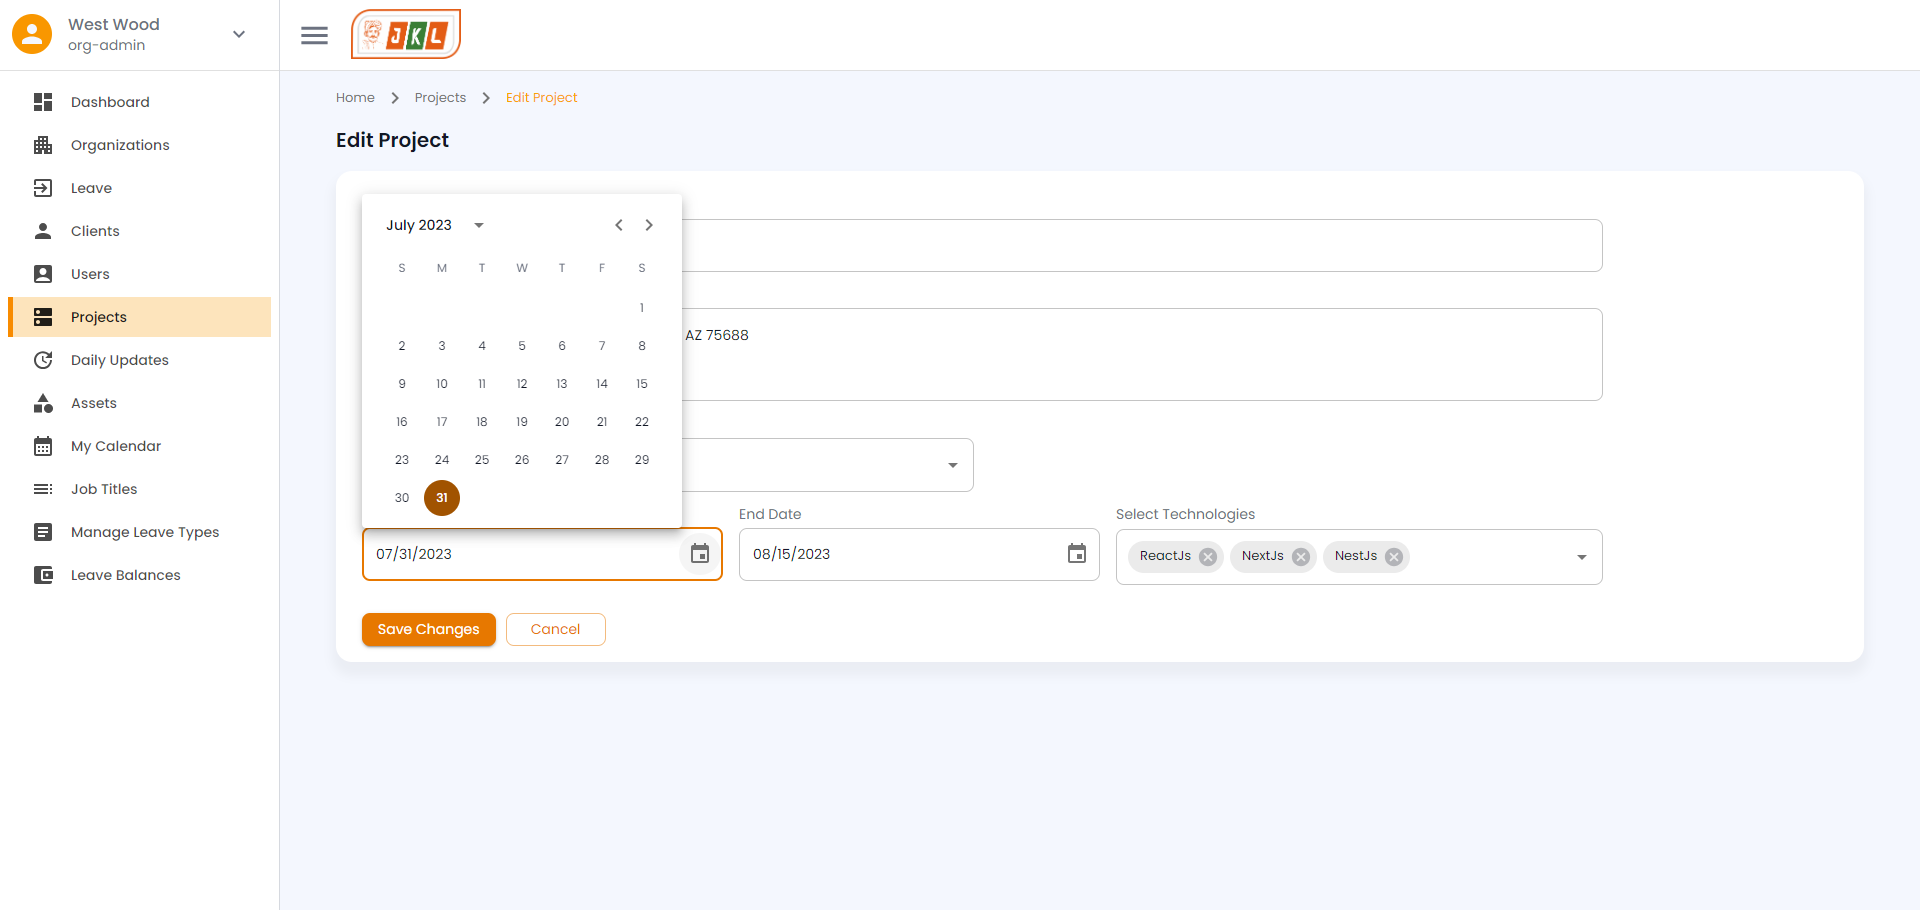 West Wood
org-admin
JKL
Dashboard
Organizations
Leave
Clients
Users
Projects
Daily Updates
Assets
My Calendar
Job Titles
Manage Leave Types
Leave Balances
Home Projects Edit Project
Edit Project
July 2023
S M T W T F S
1
2 3 4 5 6 7 8
9 10 11 12 13 14 15
16 17 18 19 20 21 22
23 24 25 26 27 28 29
30 31
AZ 75688
End Date Select Technologies
07/31/2023 08/15/2023 ReactJs NextJs NestJs
Save Changes Cancel